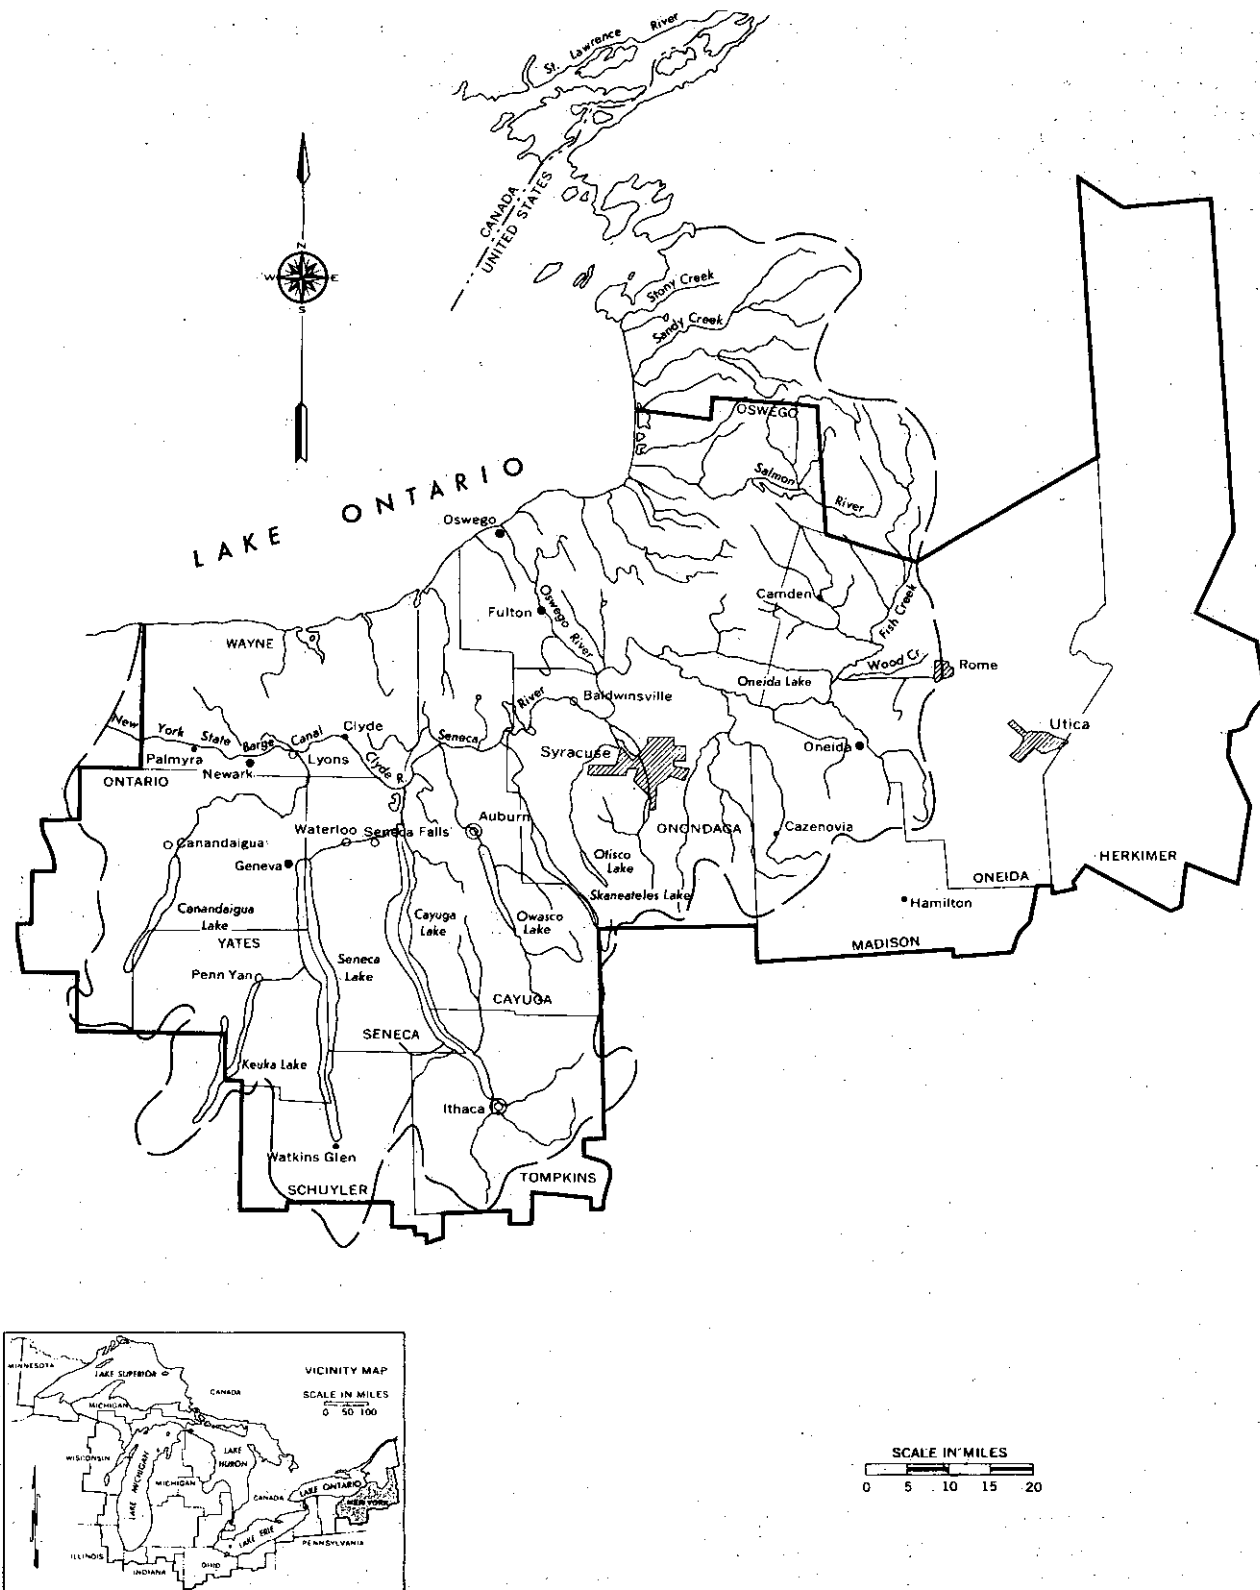 St. Lawrence River
CANADA
UNITED STATES
N
W
E
S
Stony Creek
Sandy Creek
OSWEGO
Salmon
River
LAKE ONTARIO
Oswego
Fulton
Oswego River
Camden
Fish Creek
WAYNE
Wood Cr.
Rome
Oneida Lake
Baldwinsville
New York State Barge Canal
Clyde
Seneca
River
Utica
Palmyra
Newark
Lyons
Clyde R.
Syracuse
Oneida
ONTARIO
Auburn
Waterloo
Seneca Falls
ONONDAGA
Cazenovia
Canandaigua
Geneva
Otisco
Lake
HERKIMER
ONEIDA
Skaneateles Lake
Hamilton
Canandaigua
Lake
Cayuga
Lake
Owasco
Lake
YATES
MADISON
Penn Yan
Seneca
Lake
CAYUGA
SENECA
Keuka Lake
Ithaca
Watkins Glen
SCHUYLER
TOMPKINS
VICINITY MAP
SCALE IN MILES
0 50 100
MINNESOTA
LAKE SUPERIOR
CANADA
MICHIGAN
WISCONSIN
LAKE MICHIGAN
LAKE
HURON
MICHIGAN
CANADA
LAKE ONTARIO
NEW YORK
LAKE ERIE
PENNSYLVANIA
ILLINOIS
INDIANA
OHIO
SCALE IN MILES
0 5 10 15 20